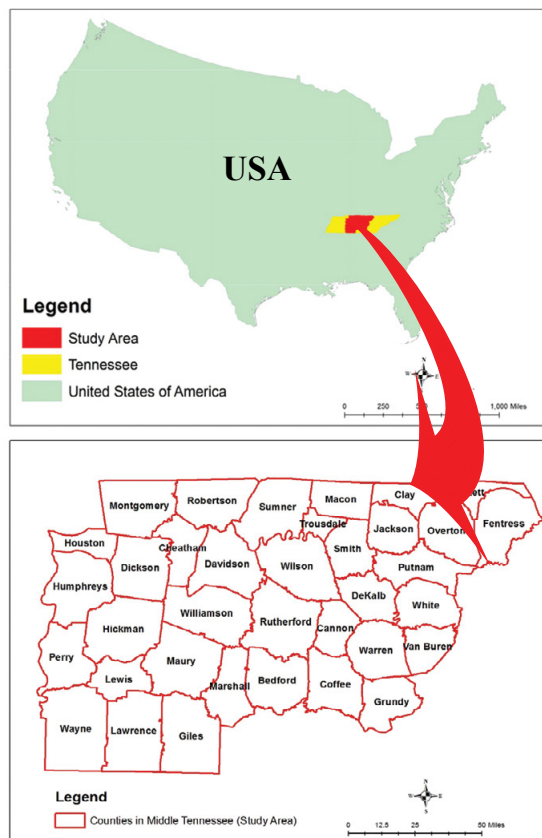 USA
Legend
Study Area
Tennessee
United States of America
N
W E
0 250 500 1,000 Miles
Montgomery
Robertson
Sumner
Macon
Clay
ett
Trousdale
Jackson
Overton
Fentress
Houston
Cheatham
Davidson
Wilson
Smith
Dickson
Putnam
Humphreys
DeKalb
White
Williamson
Rutherford
Cannon
Hickman
Warren
Van Buren
Perry
Maury
Lewis
Marshall
Bedford
Coffee
Grundy
Wayne
Lawrence
Giles
Legend
Counties in Middle Tennessee (Study Area)
N
W E
S
0 12.5 25 50 Miles